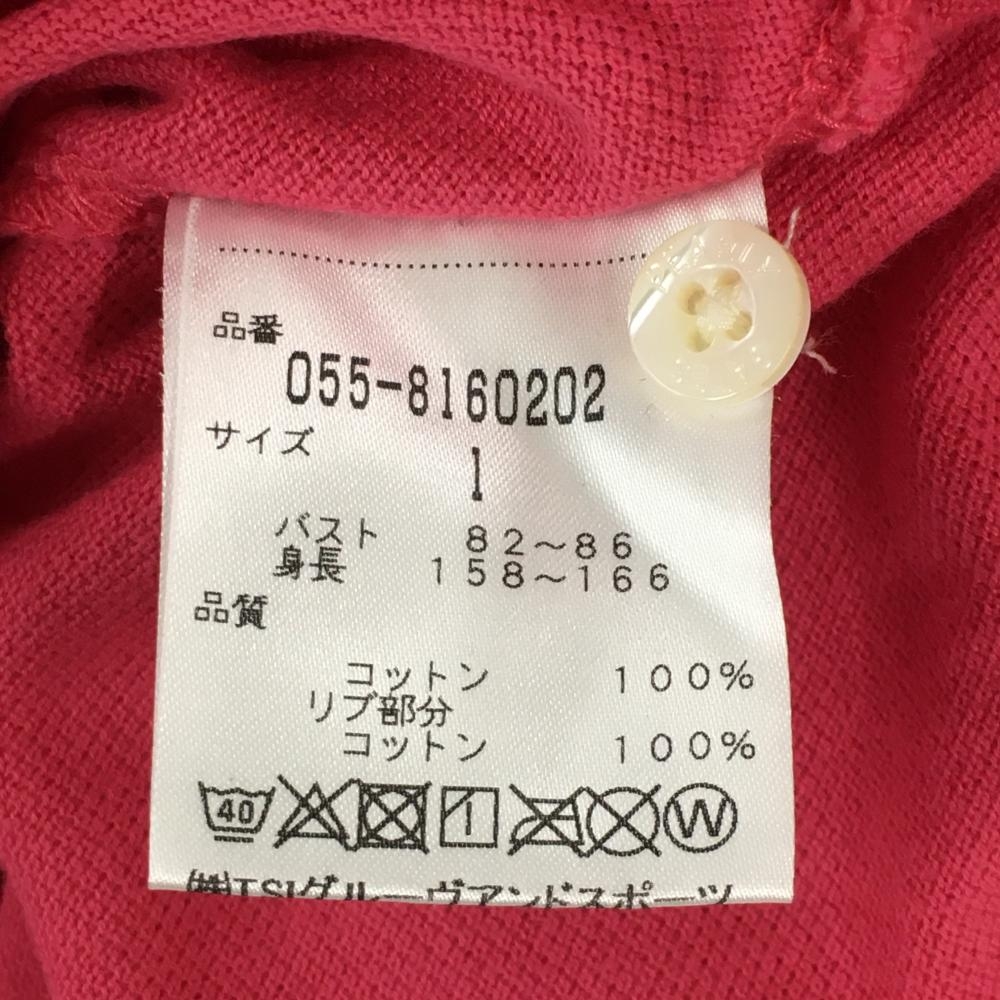 品番
055-8160202
サイズ
1
バスト 82~86
身長 158~166
品質
コットン 100%
リブ部分
コットン 100%
40 W
㈱TSIグルーヴアンドスポーツ